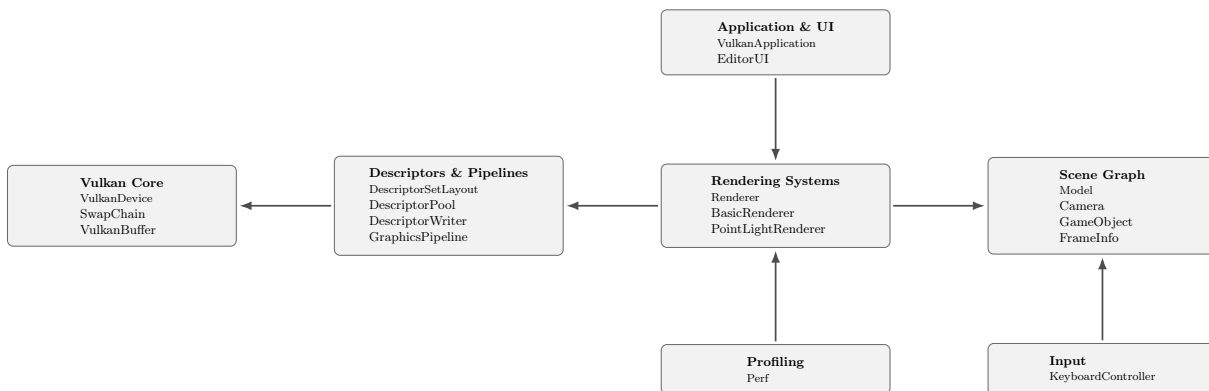 Application & UI
VulkanApplication
EditorUI
Vulkan Core
VulkanDevice
SwapChain
VulkanBuffer
Descriptors & Pipelines
DescriptorSetLayout
DescriptorPool
DescriptorWriter
GraphicsPipeline
Rendering Systems
Renderer
BasicRenderer
PointLightRenderer
Scene Graph
Model
Camera
GameObject
FrameInfo
Profiling
Perf
Input
KeyboardController